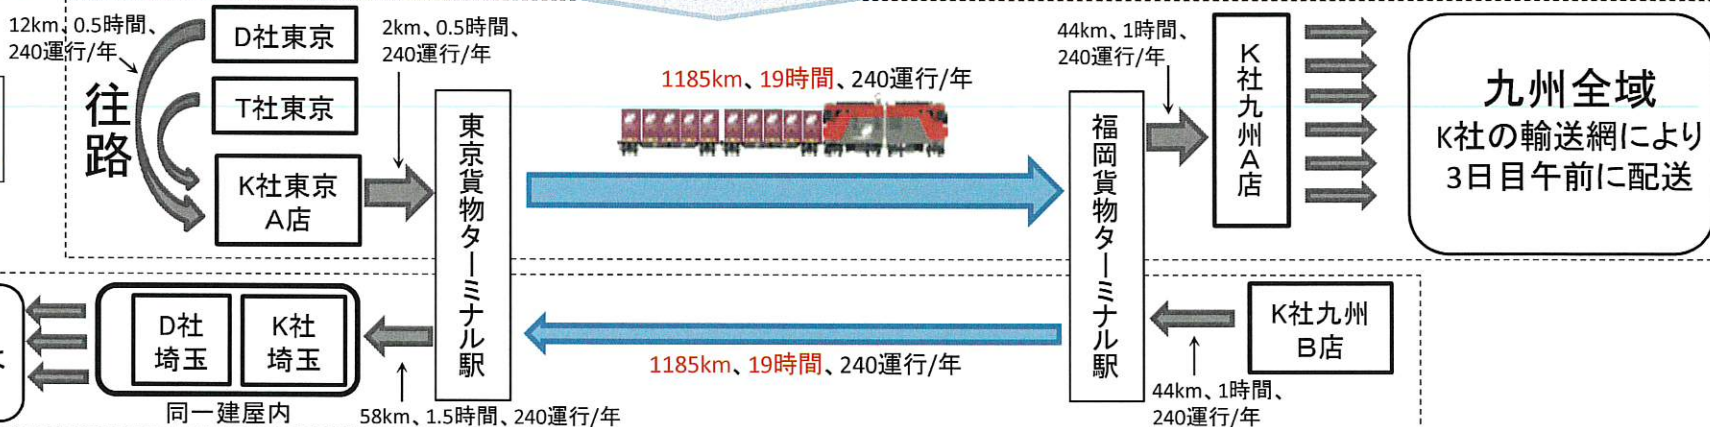 12km、0.5時間、
240運行/年
往路
D社東京
T社東京
K社東京
A店
2km、0.5時間、
240運行/年
東京貨物ターミナル駅
1185km、19時間、240運行/年
福岡貨物ターミナル駅
44km、1時間、
240運行/年
K社九州A店
九州全域
K社の輸送網により
3日目午前に配送
D社
埼玉
K社
埼玉
同一建屋内
58km、1.5時間、240運行/年
1185km、19時間、240運行/年
K社九州
B店
44km、1時間、
240運行/年